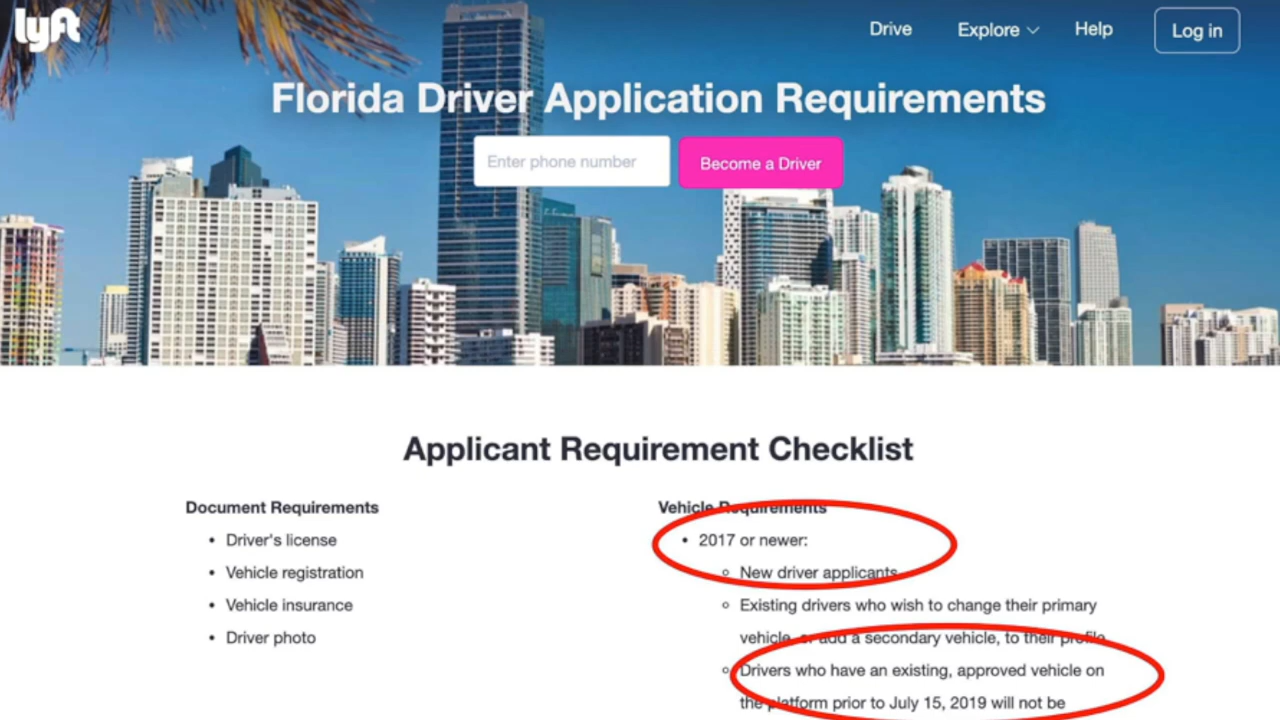 lyft
Drive Explore Help Log in
Florida Driver Application Requirements
Enter phone number Become a Driver
Applicant Requirement Checklist
Document Requirements
• Driver's license
• Vehicle registration
• Vehicle insurance
• Driver photo
Vehicle Requirements
• 2017 or newer:
○ New driver applicants
○ Existing drivers who wish to change their primary
vehicle, or add a secondary vehicle, to their profile
○ Drivers who have an existing, approved vehicle on
the platform prior to July 15, 2019 will not be